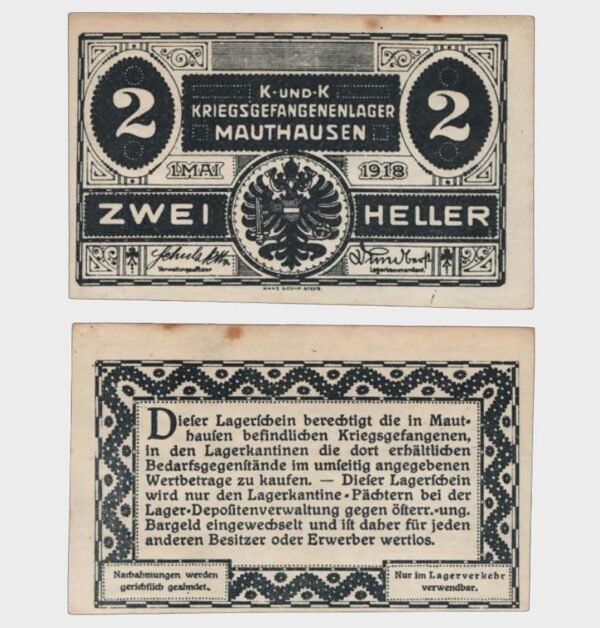 2
2
K·UND·K
KRIEGSGEFANGENENLAGER
MAUTHAUSEN
1.MAI
1918
ZWEI
HELLER
Verwaltungsoffizier
Lagerkommandant
Dieſer Lagerſchein berechtigt die in Maut-
hauſen befindlichen Kriegsgefangenen,
in den Lagerkantinen die dort erhältlichen
Bedarfsgegenſtände im umſeitig angegebenen
Wertbetrage zu kaufen. — Dieſer Lagerſchein
wird nur den Lagerkantine-Pächtern bei der
Lager-Depoſitenverwaltung gegen öſterr.-ung.
Bargeld eingewechſelt und iſt daher für jeden
anderen Beſitzer oder Erwerber wertlos.
Nachahmungen werden
gerichtlich geahndet.
Nur im Lagerverkehr
verwendbar.